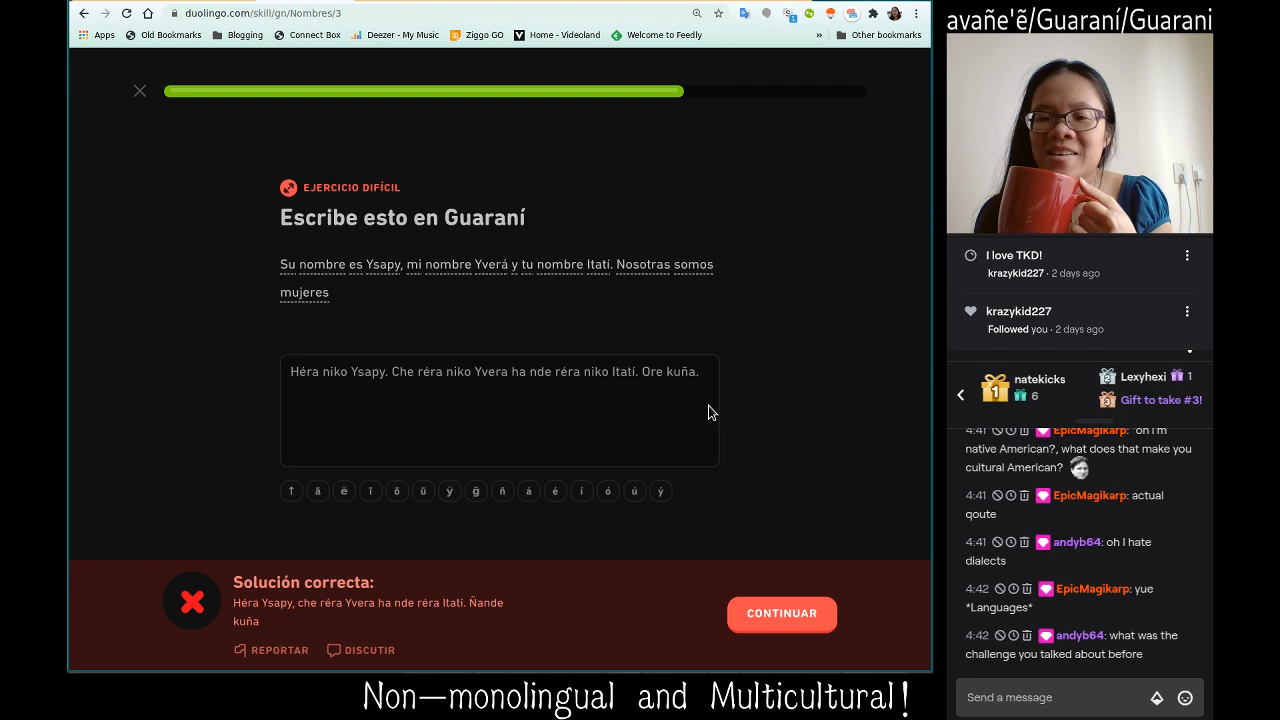 duolingo.com/skill/gn/Nombres/3
Apps Old Bookmarks Blogging Connect Box Deezer - My Music Ziggo GO Home - Videoland Welcome to Feedly » Other bookmarks
EJERCICIO DIFÍCIL
Escribe esto en Guaraní
Su nombre es Ysapy, mi nombre Yverá y tu nombre Itatí. Nosotras somos
mujeres
Héra niko Ysapy. Che réra niko Yvera ha nde réra niko Itatí. Ore kuña.
↑ ã ẽ ĩ õ ũ ỹ g̃ ñ á é í ó ú ý
Solución correcta:
Héra Ysapy, che réra Yvera ha nde réra Itatí. Ñande
kuña
REPORTAR DISCUTIR
CONTINUAR
avañe'ẽ/Guaraní/Guarani
I love TKD!
krazykid227 · 2 days ago
krazykid227
Followed you · 2 days ago
1 natekicks
6
2 Lexyhexi 1
3 Gift to take #3!
4:41 EpicMagikarp: "oh I'm
native American?, what does that make you
cultural American?
4:41 EpicMagikarp: actual
qoute
4:42 andyb64: oh I hate
dialects
4:42 EpicMagikarp: yue
*Languages*
4:42 andyb64: what was the
challenge you talked about before
Send a message
Non—monolingual and Multicultural!